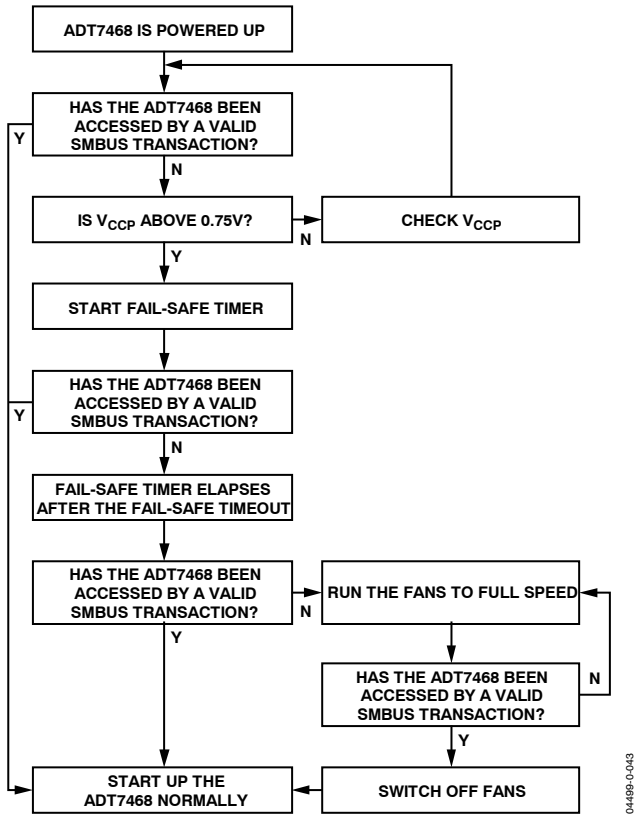 ADT7468 IS POWERED UP
HAS THE ADT7468 BEEN
ACCESSED BY A VALID
SMBUS TRANSACTION?
Y
N
IS VCCP ABOVE 0.75V?
N
CHECK VCCP
Y
START FAIL-SAFE TIMER
HAS THE ADT7468 BEEN
ACCESSED BY A VALID
SMBUS TRANSACTION?
Y
N
FAIL-SAFE TIMER ELAPSES
AFTER THE FAIL-SAFE TIMEOUT
HAS THE ADT7468 BEEN
ACCESSED BY A VALID
SMBUS TRANSACTION?
N
RUN THE FANS TO FULL SPEED
Y
HAS THE ADT7468 BEEN
ACCESSED BY A VALID
SMBUS TRANSACTION?
N
Y
START UP THE
ADT7468 NORMALLY
SWITCH OFF FANS
04499-0-043